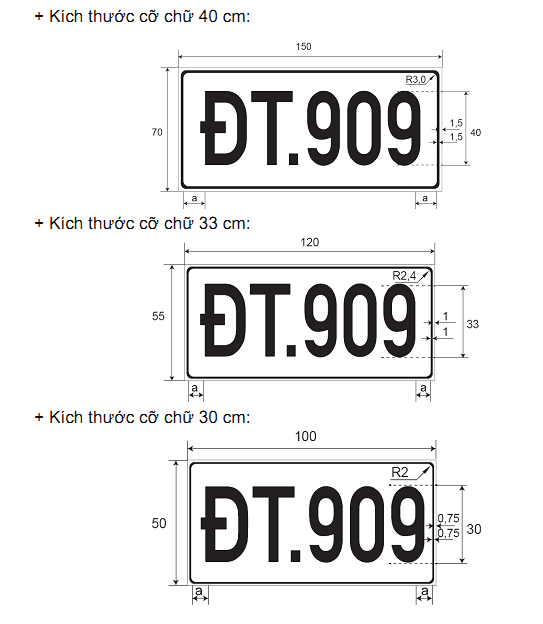 + Kích thước cỡ chữ 40 cm:
150
R3,0
70
ĐT.909
1,5
1,5
40
a
a
+ Kích thước cỡ chữ 33 cm:
120
R2,4
55
ĐT.909
1
1
33
a
a
+ Kích thước cỡ chữ 30 cm:
100
R2
50
ĐT.909
0,75
0,75
30
a
a